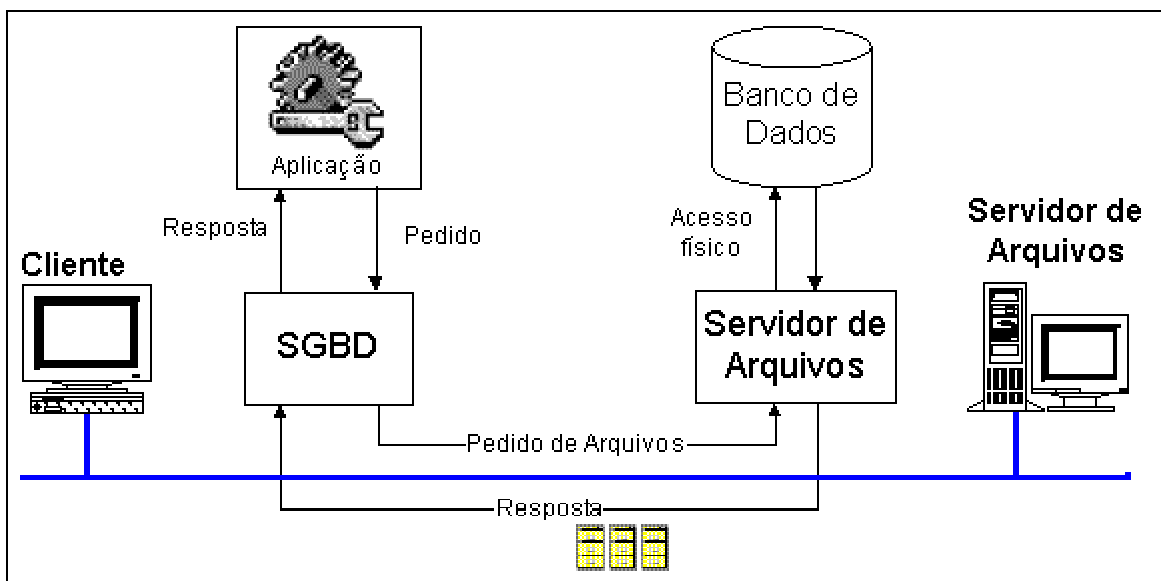 Aplicação
Banco de
Dados
Resposta
Pedido
Acesso
físico
Servidor de
Arquivos
Cliente
SGBD
Servidor de
Arquivos
Pedido de Arquivos
Resposta